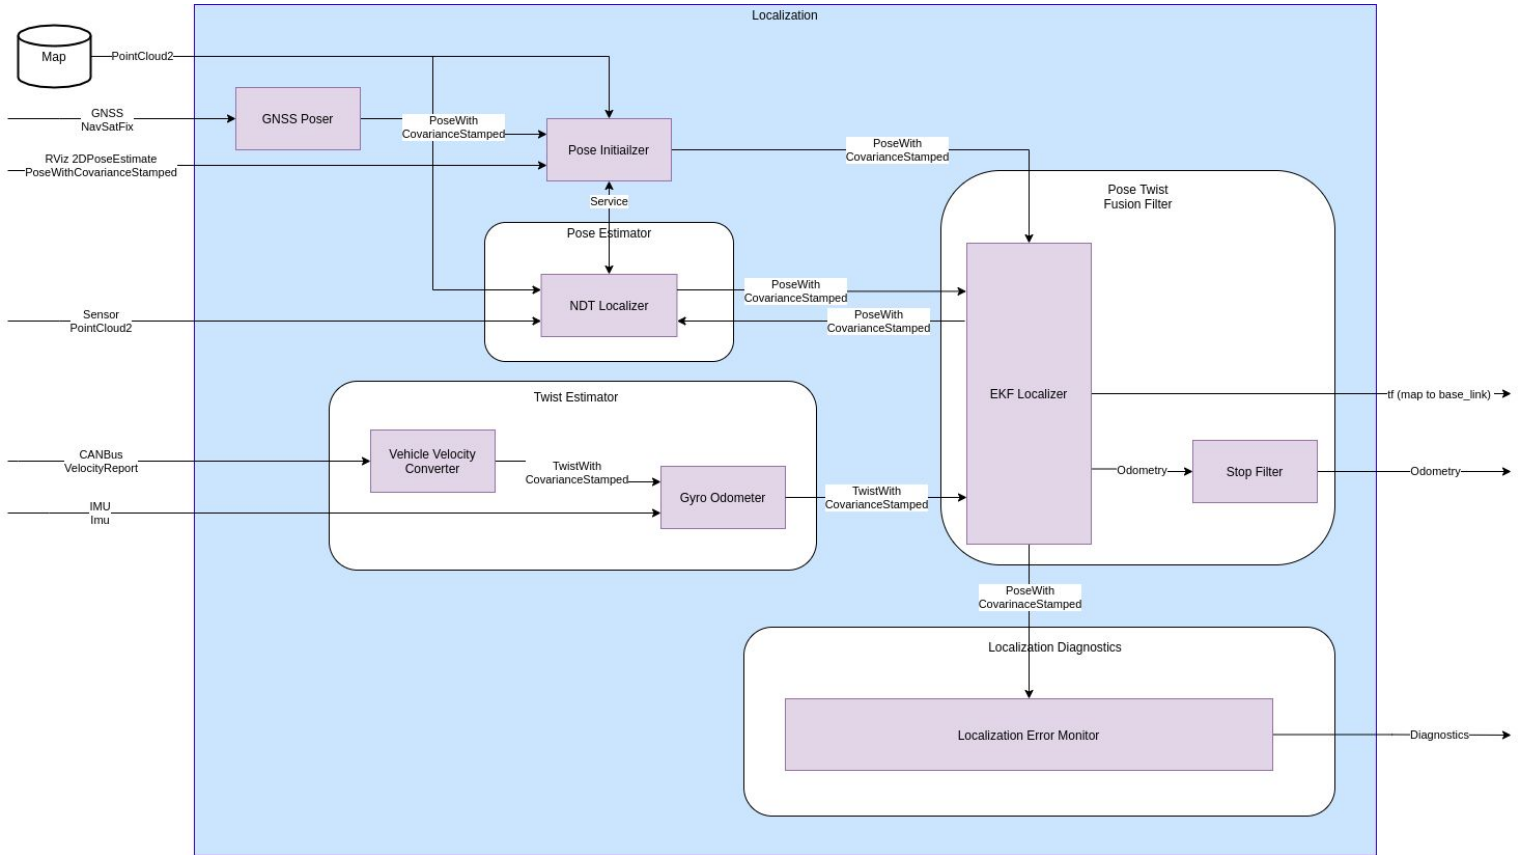 Localization
Map
PointCloud2
GNSS
NavSatFix
GNSS Poser
PoseWith
CovarianceStamped
RViz 2DPoseEstimate
PoseWithCovarianceStamped
Pose Initiailzer
PoseWith
CovarianceStamped
Service
Pose Estimator
NDT Localizer
Sensor
PointCloud2
PoseWith
CovarianceStamped
PoseWith
CovarianceStamped
Pose Twist
Fusion Filter
EKF Localizer
tf (map to base_link)
Odometry
Stop Filter
Odometry
Twist Estimator
CANBus
VelocityReport
Vehicle Velocity
Converter
TwistWith
CovarianceStamped
IMU
Imu
Gyro Odometer
TwistWith
CovarianceStamped
PoseWith
CovarinaceStamped
Localization Diagnostics
Localization Error Monitor
Diagnostics